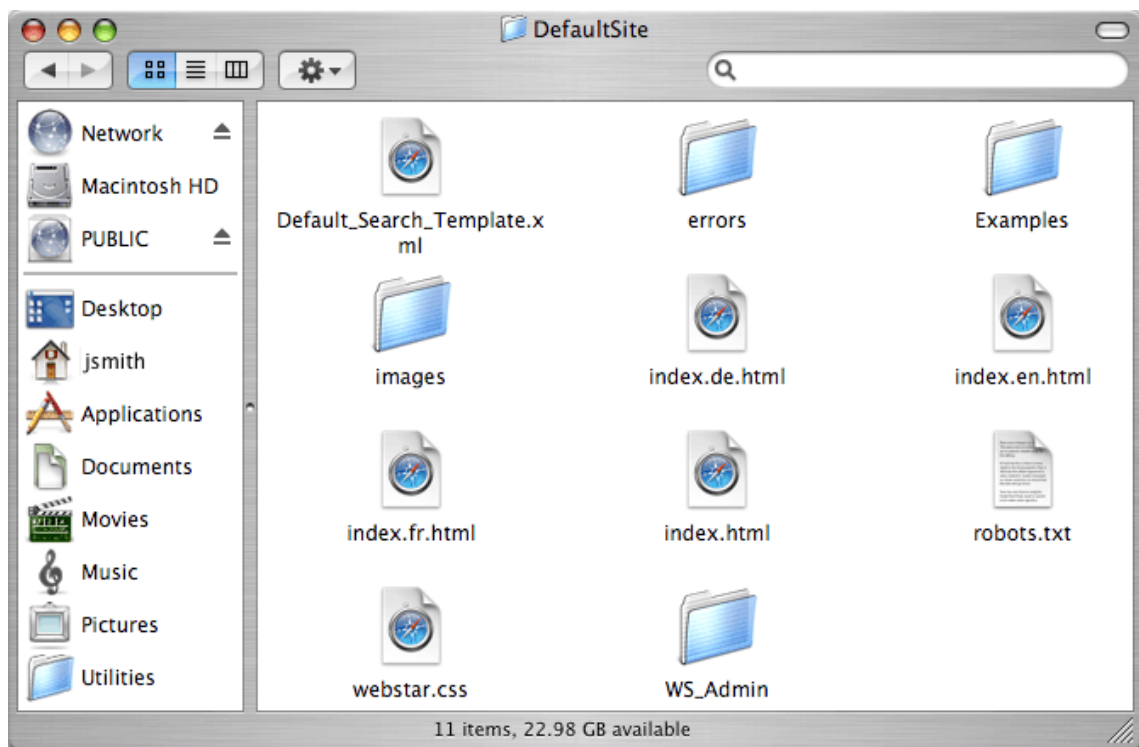 DefaultSite
Network
Macintosh HD
PUBLIC
Desktop
jsmith
Applications
Documents
Movies
Music
Pictures
Utilities
Default_Search_Template.x
ml
errors
Examples
images
index.de.html
index.en.html
index.fr.html
index.html
robots.txt
webstar.css
WS_Admin
11 items, 22.98 GB available